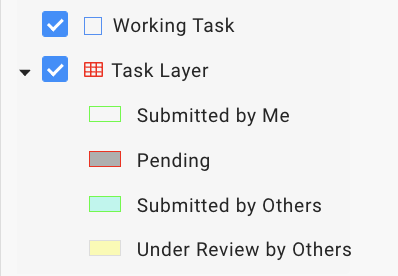 Working Task
Task Layer
Submitted by Me
Pending
Submitted by Others
Under Review by Others